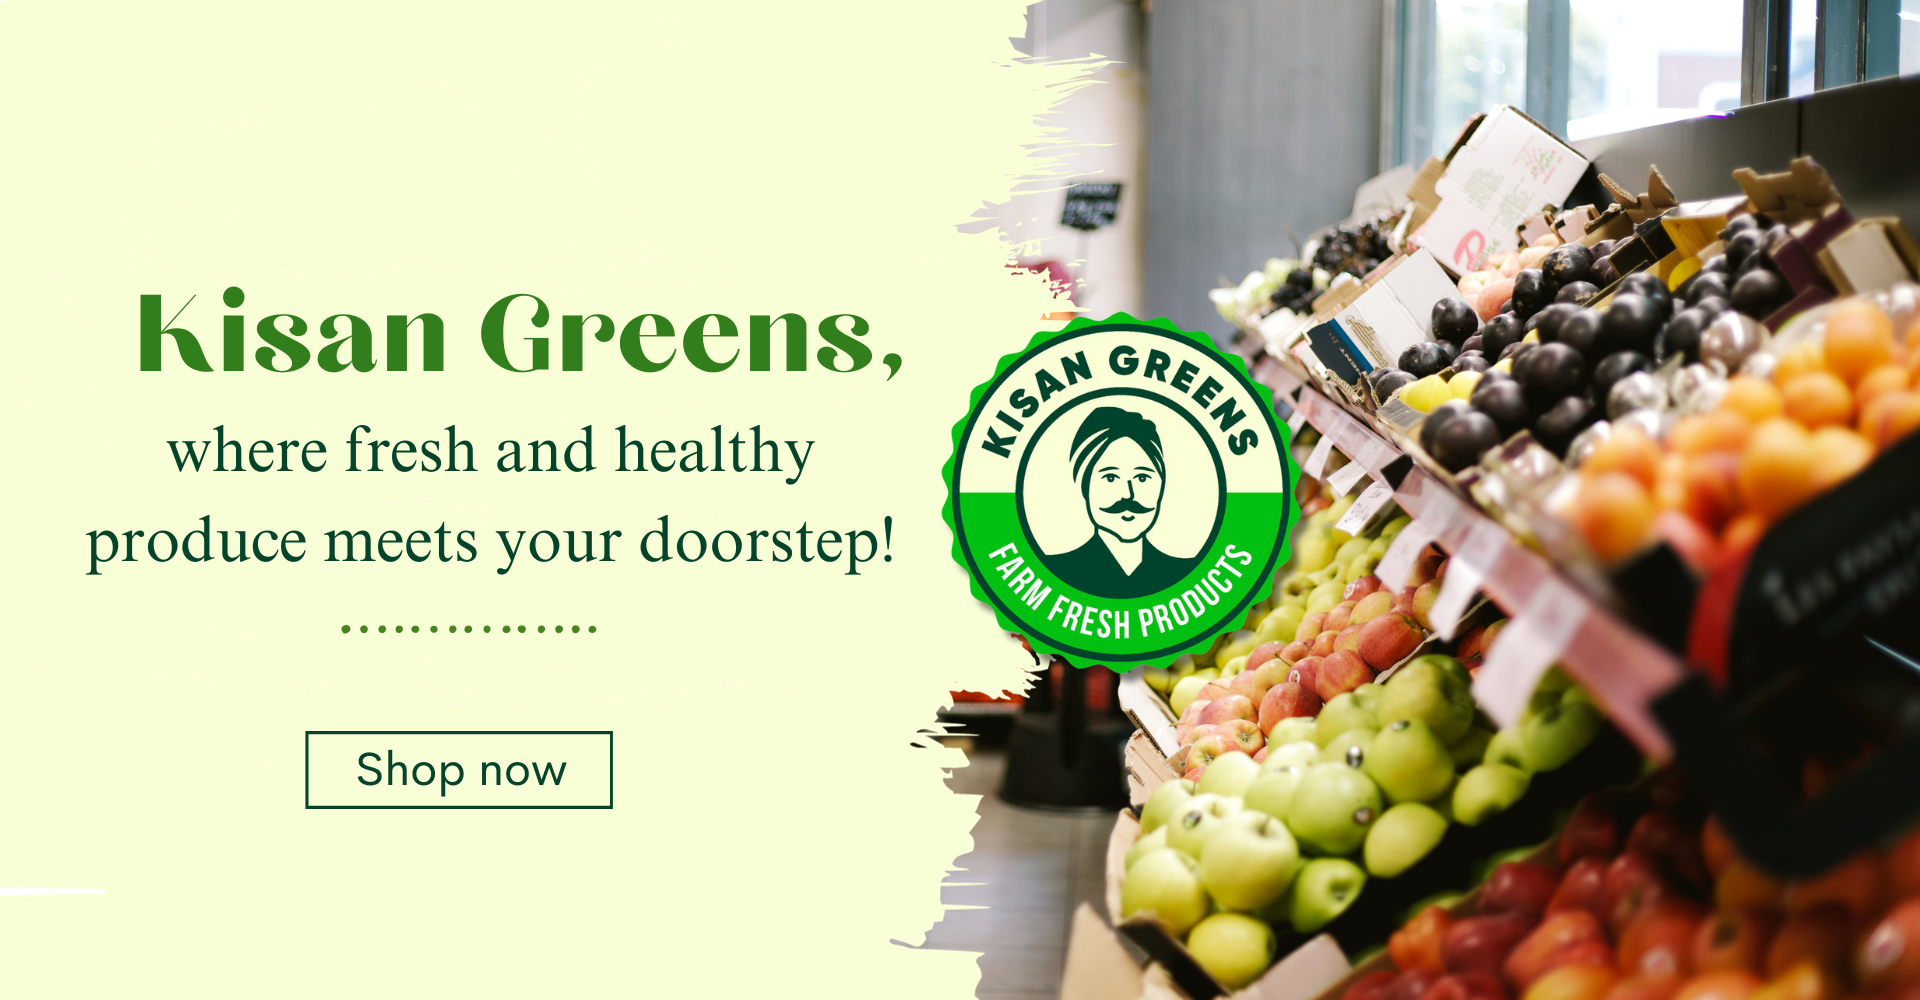 Kisan Greens,
where fresh and healthy
produce meets your doorstep!
Shop now
KISAN GREENS
FARM FRESH PRODUCTS